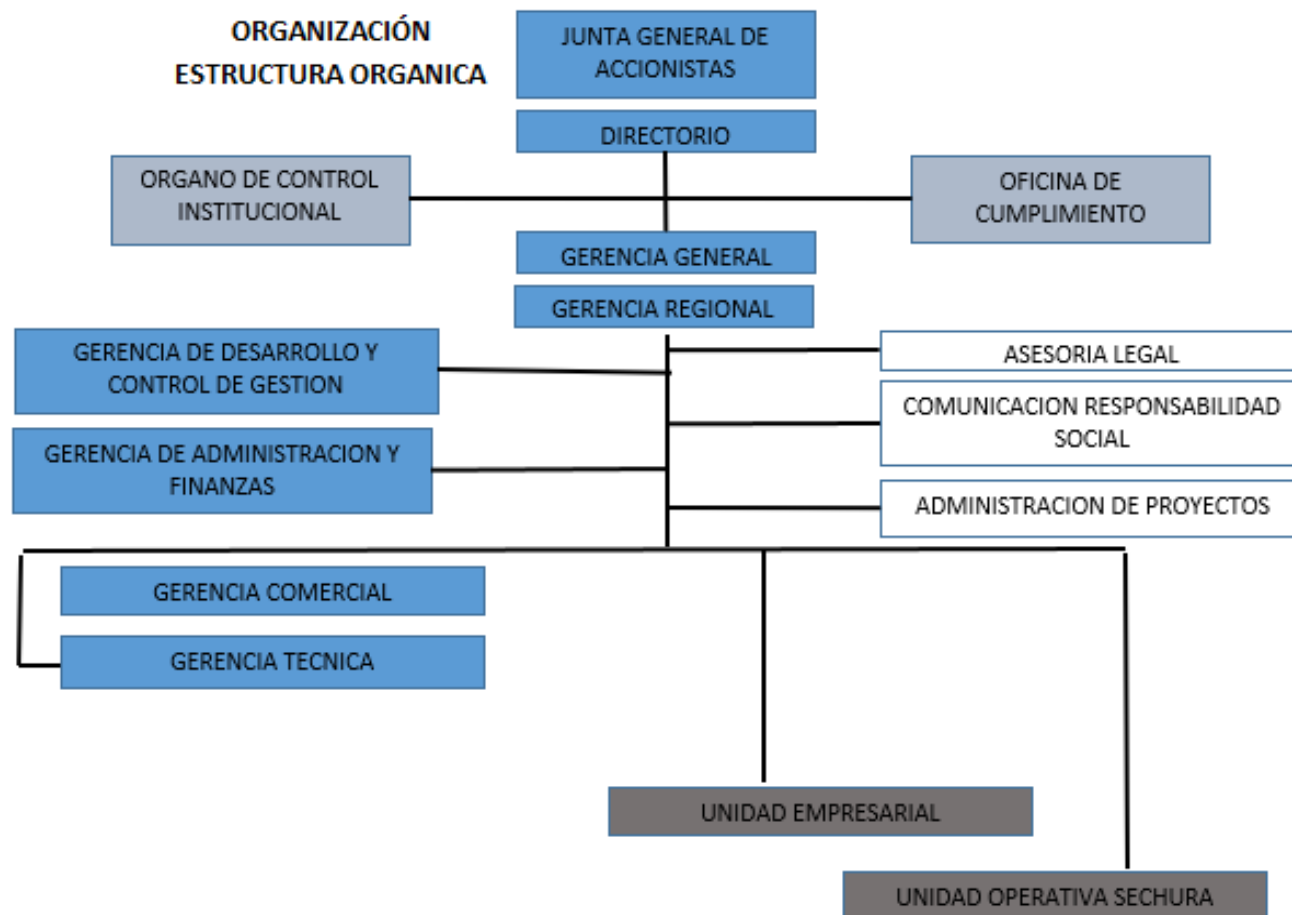 ORGANIZACIÓN
ESTRUCTURA ORGANICA
JUNTA GENERAL DE
ACCIONISTAS
DIRECTORIO
ORGANO DE CONTROL
INSTITUCIONAL
OFICINA DE
CUMPLIMIENTO
GERENCIA GENERAL
GERENCIA REGIONAL
GERENCIA DE DESARROLLO Y
CONTROL DE GESTION
ASESORIA LEGAL
COMUNICACION RESPONSABILIDAD
SOCIAL
GERENCIA DE ADMINISTRACION Y
FINANZAS
ADMINISTRACION DE PROYECTOS
GERENCIA COMERCIAL
GERENCIA TECNICA
UNIDAD EMPRESARIAL
UNIDAD OPERATIVA SECHURA